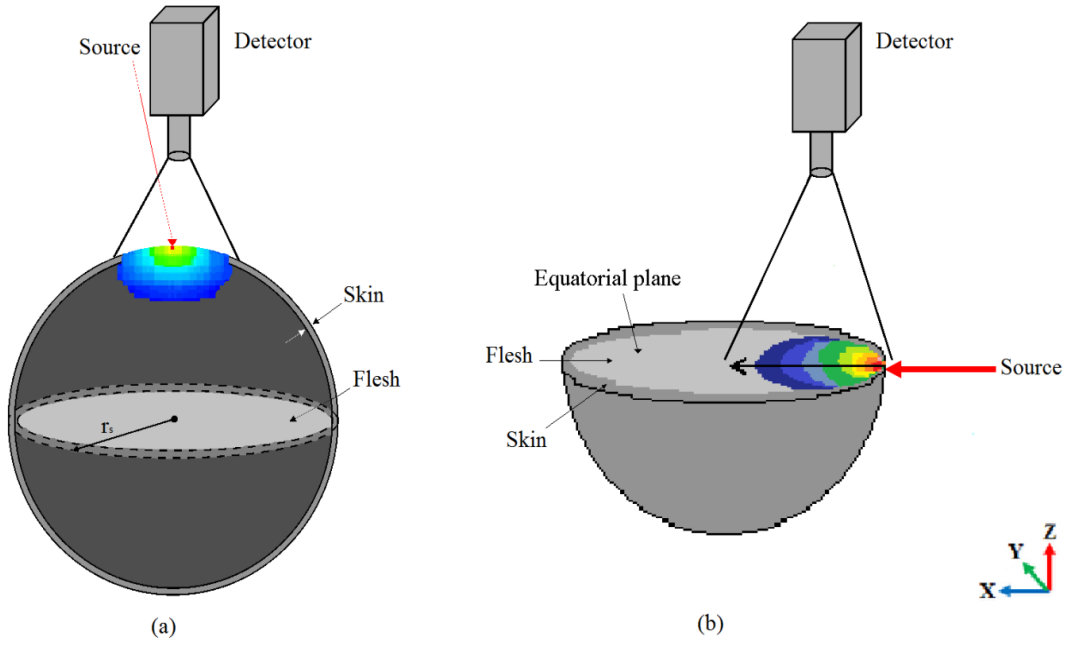 Source
Detector
Skin
Flesh
rs
(a)
Detector
Equatorial plane
Flesh
Source
Skin
Z
Y
X
(b)